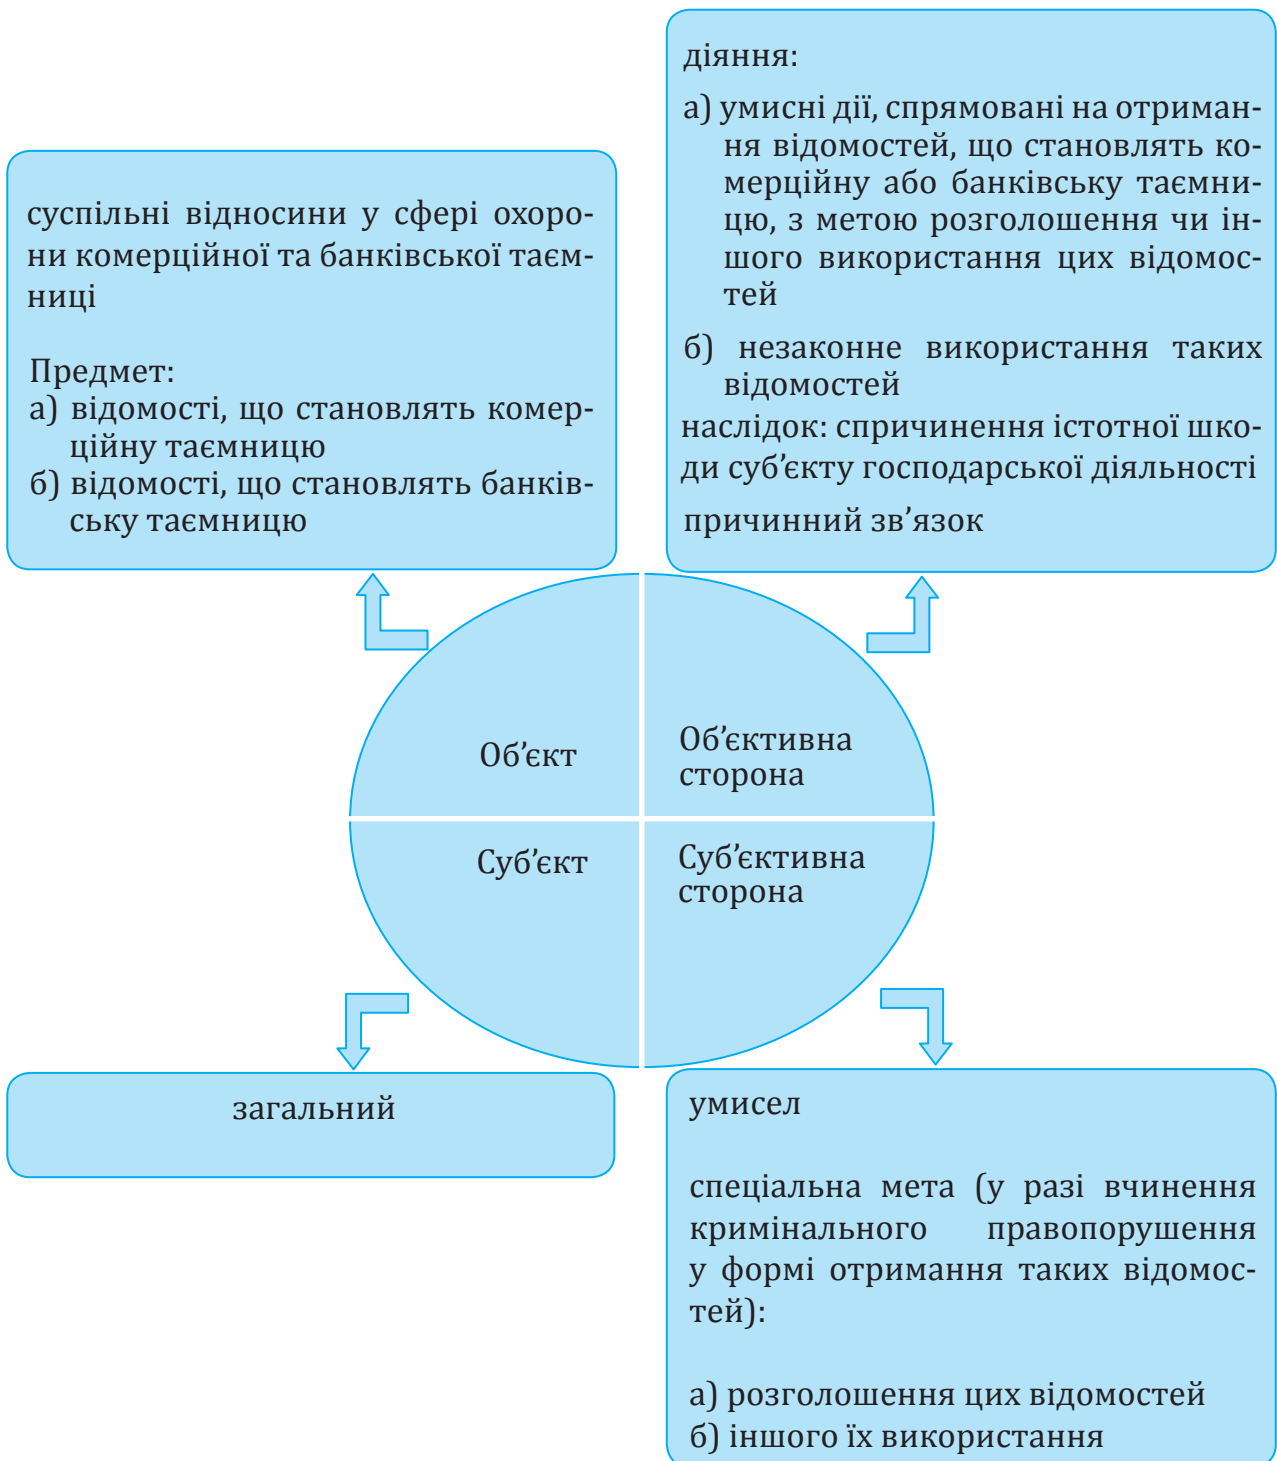 суспільні відносини у сфері охоро-
ни комерційної та банківської таєм-
ниці
Предмет:
а) відомості, що становлять комер-
ційну таємницю
б) відомості, що становлять банків-
ську таємницю
діяння:
а) умисні дії, спрямовані на отриман-
ня відомостей, що становлять ко-
мерційну або банківську таємни-
цю, з метою розголошення чи ін-
шого використання цих відомос-
тей
б) незаконне використання таких
відомостей
наслідок: спричинення істотної шко-
ди суб’єкту господарської діяльності
причинний зв’язок
Об’єкт
Об’єктивна
сторона
Суб’єкт
Суб’єктивна
сторона
загальний
умисел
спеціальна мета (у разі вчинення
кримінального правопорушення
у формі отримання таких відомос-
тей):
а) розголошення цих відомостей
б) іншого їх використання